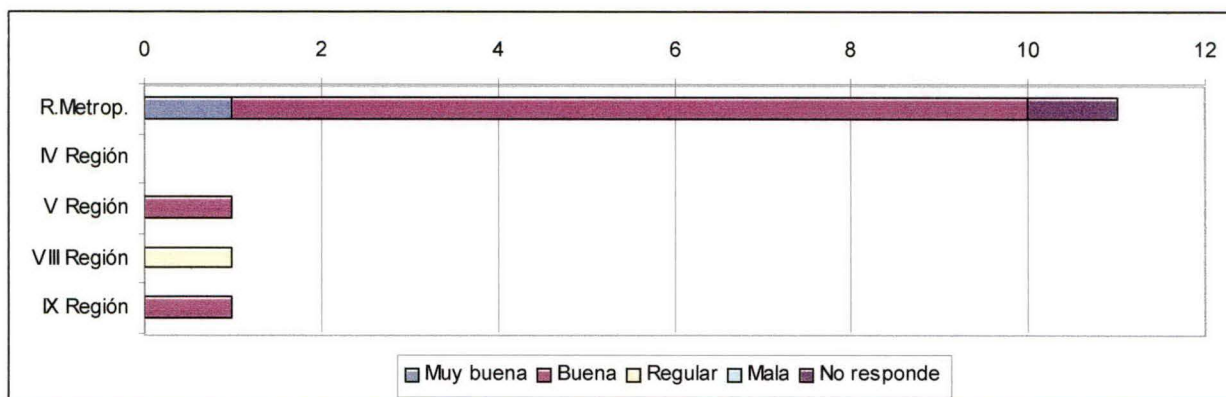 0 2 4 6 8 10 12
R.Metrop.
IV Región
V Región
VIII Región
IX Región
Muy buena Buena Regular Mala No responde